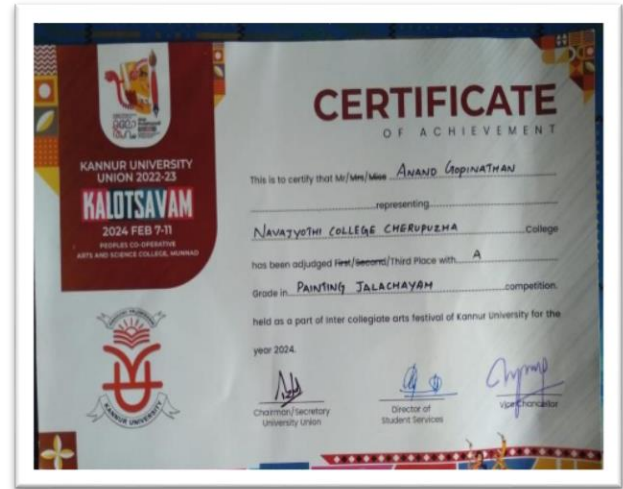 KANNUR UNIVERSITY
UNION 2022-23
KALOTSAVAM
2024 FEB 7-11
PEOPLES CO-OPERATIVE
ARTS AND SCIENCE COLLEGE, MUNNAD
KANNUR UNIVERSITY
CERTIFICATE
OF ACHIEVEMENT
This is to certify that Mr/Mrs/Miss ANAND GOPINATHAN
representing
NAVAJYOTHI COLLEGE CHERUPUZHA College
has been adjudged First/Second/Third Place with A
Grade in PAINTING JALACHAYAM competition.
held as a part of Inter collegiate arts festival of Kannur University for the
year 2024.
Chairman/Secretary
University Union
Director of
Student Services
Vice Chancellor